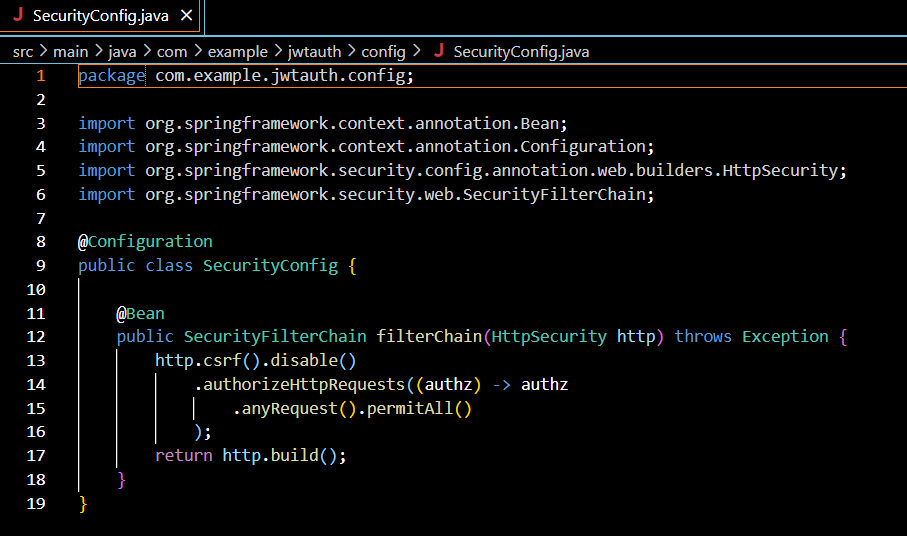 SecurityConfig.java
src > main > java > com > example > jwtauth > config > SecurityConfig.java
1 package com.example.jwtauth.config;
2
3 import org.springframework.context.annotation.Bean;
4 import org.springframework.context.annotation.Configuration;
5 import org.springframework.security.config.annotation.web.builders.HttpSecurity;
6 import org.springframework.security.web.SecurityFilterChain;
7
8 @Configuration
9 public class SecurityConfig {
10
11     @Bean
12     public SecurityFilterChain filterChain(HttpSecurity http) throws Exception {
13         http.csrf().disable()
14             .authorizeHttpRequests((authz) -> authz
15                 .anyRequest().permitAll()
16             );
17         return http.build();
18     }
19 }